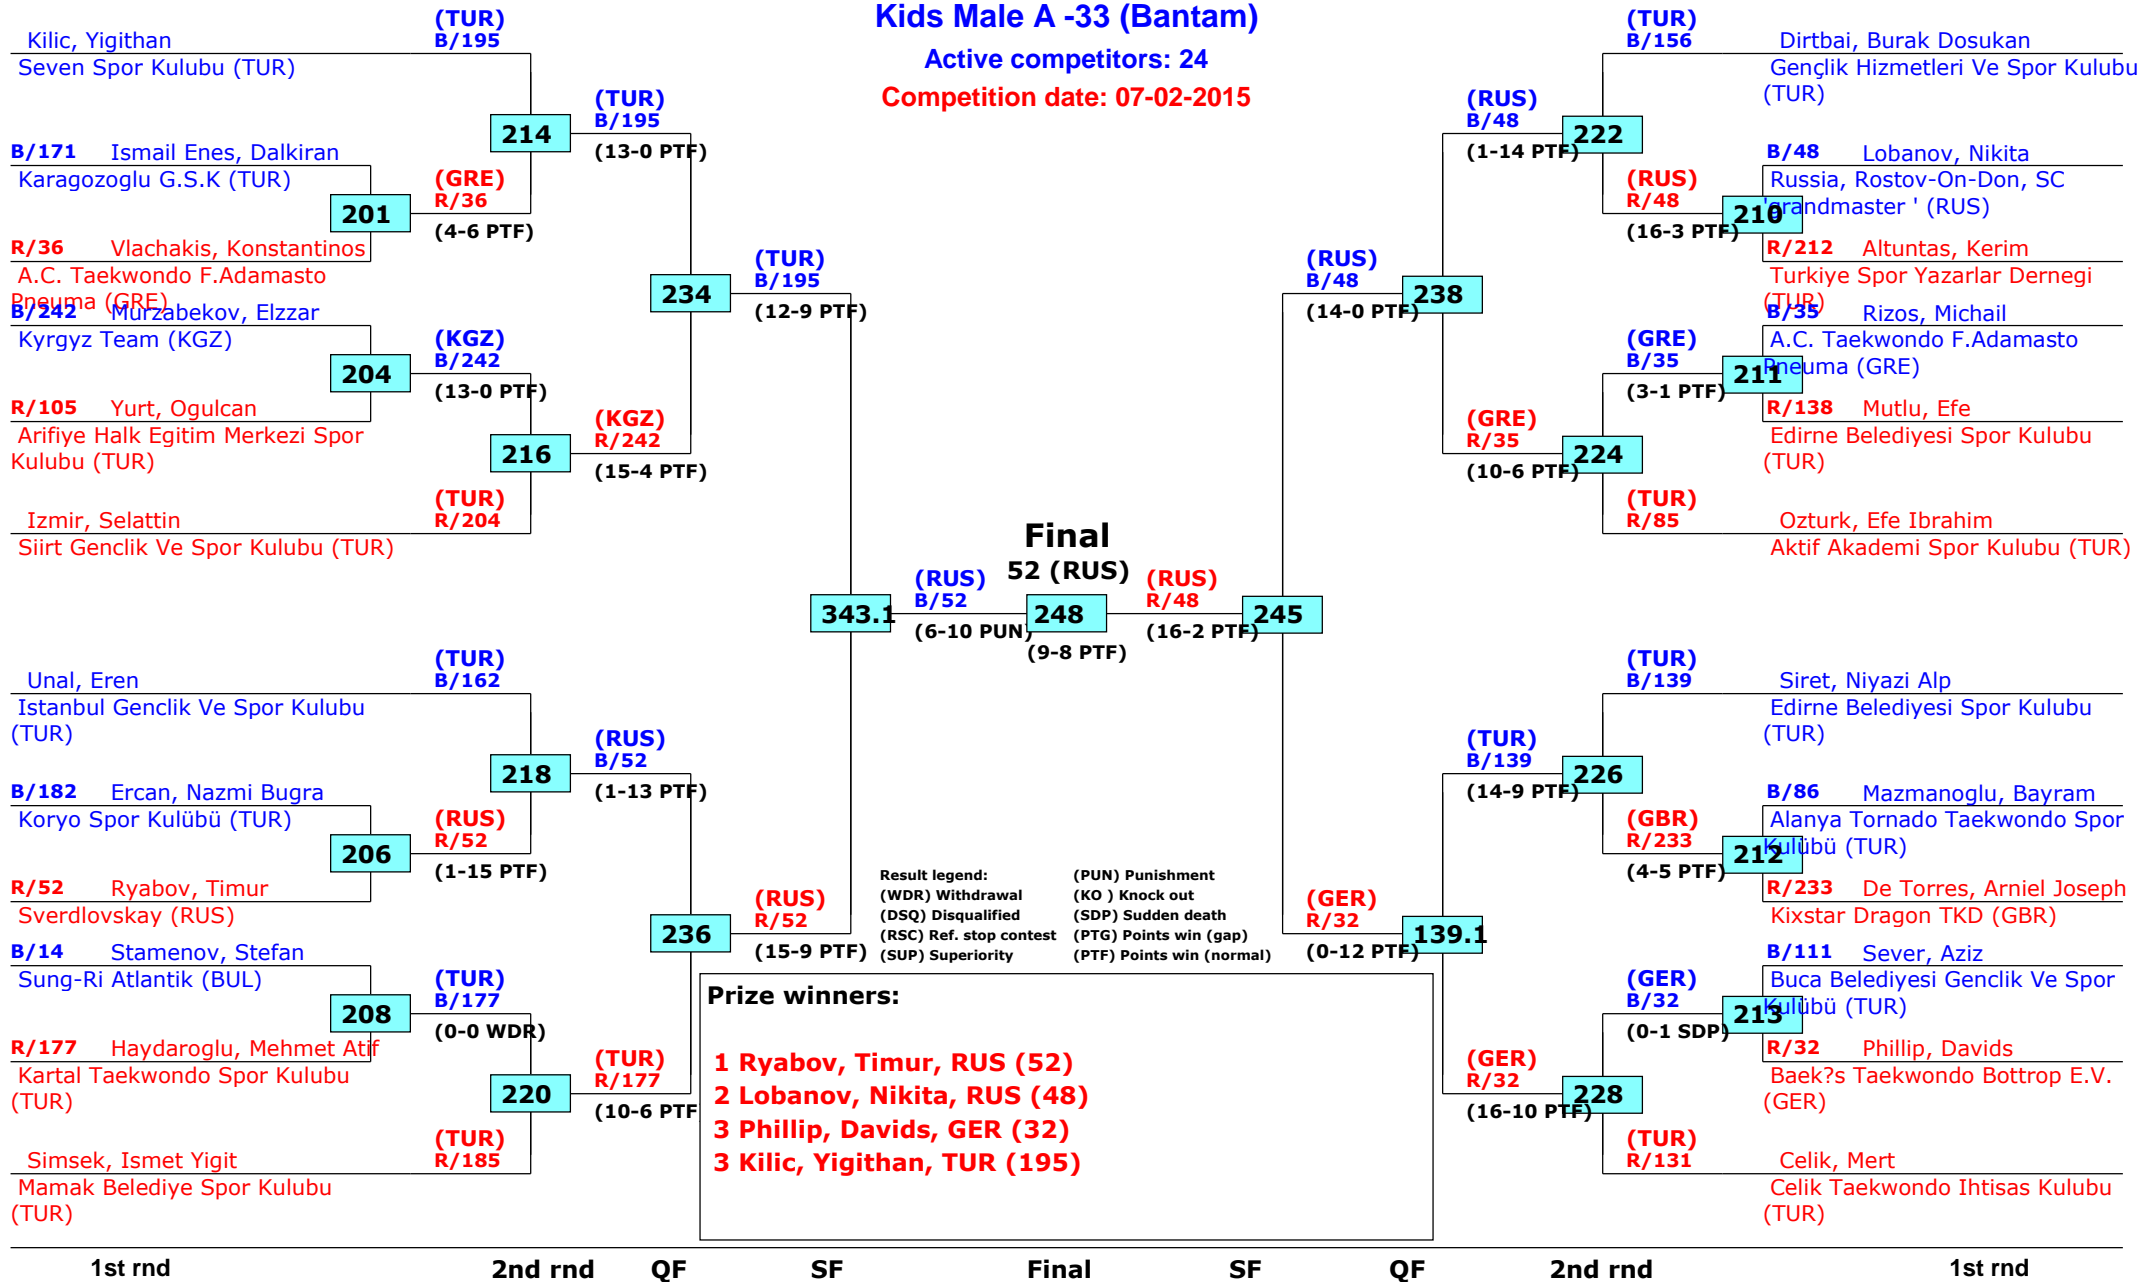 Kids Male A -33 (Bantam)
Active competitors: 24
Competition date: 07-02-2015
Kilic, Yigithan
Seven Spor Kulubu (TUR)
(TUR)
B/195
214
(TUR)
B/195
(13-0 PTF)
B/171 Ismail Enes, Dalkiran
Karagozoglu G.S.K (TUR)
201
(GRE)
R/36
(4-6 PTF)
R/36 Vlachakis, Konstantinos
A.C. Taekwondo F.Adamasto
Pneuma (GRE)
234
(TUR)
B/195
(12-9 PTF)
B/242 Murzabekov, Elzzar
Kyrgyz Team (KGZ)
204
(KGZ)
B/242
(13-0 PTF)
R/105 Yurt, Ogulcan
Arifiye Halk Egitim Merkezi Spor
Kulubu (TUR)
216
(KGZ)
R/242
(15-4 PTF)
(TUR)
R/204
Izmir, Selattin
Siirt Genclik Ve Spor Kulubu (TUR)
343.1
(RUS)
B/52
(6-10 PUN)
Final
52 (RUS)
248
(9-8 PTF)
(RUS)
R/48
(16-2 PTF)
245
(TUR)
B/162
Unal, Eren
Istanbul Genclik Ve Spor Kulubu
(TUR)
218
(RUS)
B/52
(1-13 PTF)
B/182 Ercan, Nazmi Bugra
Koryo Spor Kulübü (TUR)
206
(RUS)
R/52
(1-15 PTF)
R/52 Ryabov, Timur
Sverdlovskay (RUS)
236
(RUS)
R/52
(15-9 PTF)
B/14 Stamenov, Stefan
Sung-Ri Atlantik (BUL)
208
(TUR)
B/177
(0-0 WDR)
R/177 Haydaroglu, Mehmet Atif
Kartal Taekwondo Spor Kulubu
(TUR)
220
(TUR)
R/177
(10-6 PTF
(TUR)
R/185
Simsek, Ismet Yigit
Mamak Belediye Spor Kulubu
(TUR)
(TUR)
B/156
Dirtbai, Burak Dosukan
Gençlik Hizmetleri Ve Spor Kulubu
(TUR)
(RUS)
B/48
(1-14 PTF)
222
B/48 Lobanov, Nikita
Russia, Rostov-On-Don, SC
'grandmaster ' (RUS)
(RUS)
R/48
(16-3 PTF)
210
R/212 Altuntas, Kerim
Turkiye Spor Yazarlar Dernegi
(TUR)
(RUS)
B/48
(14-0 PTF)
238
B/35 Rizos, Michail
A.C. Taekwondo F.Adamasto
Pneuma (GRE)
(GRE)
B/35
(3-1 PTF)
211
R/138 Mutlu, Efe
Edirne Belediyesi Spor Kulubu
(TUR)
(GRE)
R/35
(10-6 PTF)
224
(TUR)
R/85
Ozturk, Efe Ibrahim
Aktif Akademi Spor Kulubu (TUR)
(TUR)
B/139
Siret, Niyazi Alp
Edirne Belediyesi Spor Kulubu
(TUR)
(TUR)
B/139
(14-9 PTF)
226
B/86 Mazmanoglu, Bayram
Alanya Tornado Taekwondo Spor
Kulübü (TUR)
(GBR)
R/233
(4-5 PTF)
212
R/233 De Torres, Arniel Joseph
Kixstar Dragon TKD (GBR)
(GER)
R/32
(0-12 PTF)
139.1
B/111 Sever, Aziz
Buca Belediyesi Genclik Ve Spor
Kulübü (TUR)
(GER)
B/32
(0-1 SDP)
213
R/32 Phillip, Davids
Baek?s Taekwondo Bottrop E.V.
(GER)
(GER)
R/32
(16-10 PTF)
228
(TUR)
R/131
Celik, Mert
Celik Taekwondo Ihtisas Kulubu
(TUR)
Result legend: (PUN) Punishment
(WDR) Withdrawal (KO ) Knock out
(DSQ) Disqualified (SDP) Sudden death
(RSC) Ref. stop contest (PTG) Points win (gap)
(SUP) Superiority (PTF) Points win (normal)
Prize winners:
1 Ryabov, Timur, RUS (52)
2 Lobanov, Nikita, RUS (48)
3 Phillip, Davids, GER (32)
3 Kilic, Yigithan, TUR (195)
1st rnd 2nd rnd QF SF Final SF QF 2nd rnd 1st rnd